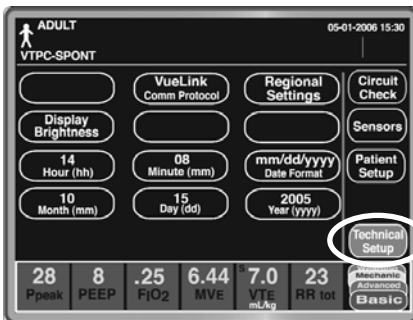 ADULT
05-01-2006 15:30
VTPC-SPONT
VueLink
Comm Protocol
Regional
Settings
Circuit
Check
Display
Brightness
Sensors
14
Hour (hh)
08
Minute (mm)
mm/dd/yyyy
Date Format
Patient
Setup
10
Month (mm)
15
Day (dd)
2005
Year (yyyy)
Technical
Setup
28
Ppeak
8
PEEP
.25
FIO2
6.44
MVE
s7.0
VTE
mL/kg
23
RR tot
Mechanic
Advanced
Basic